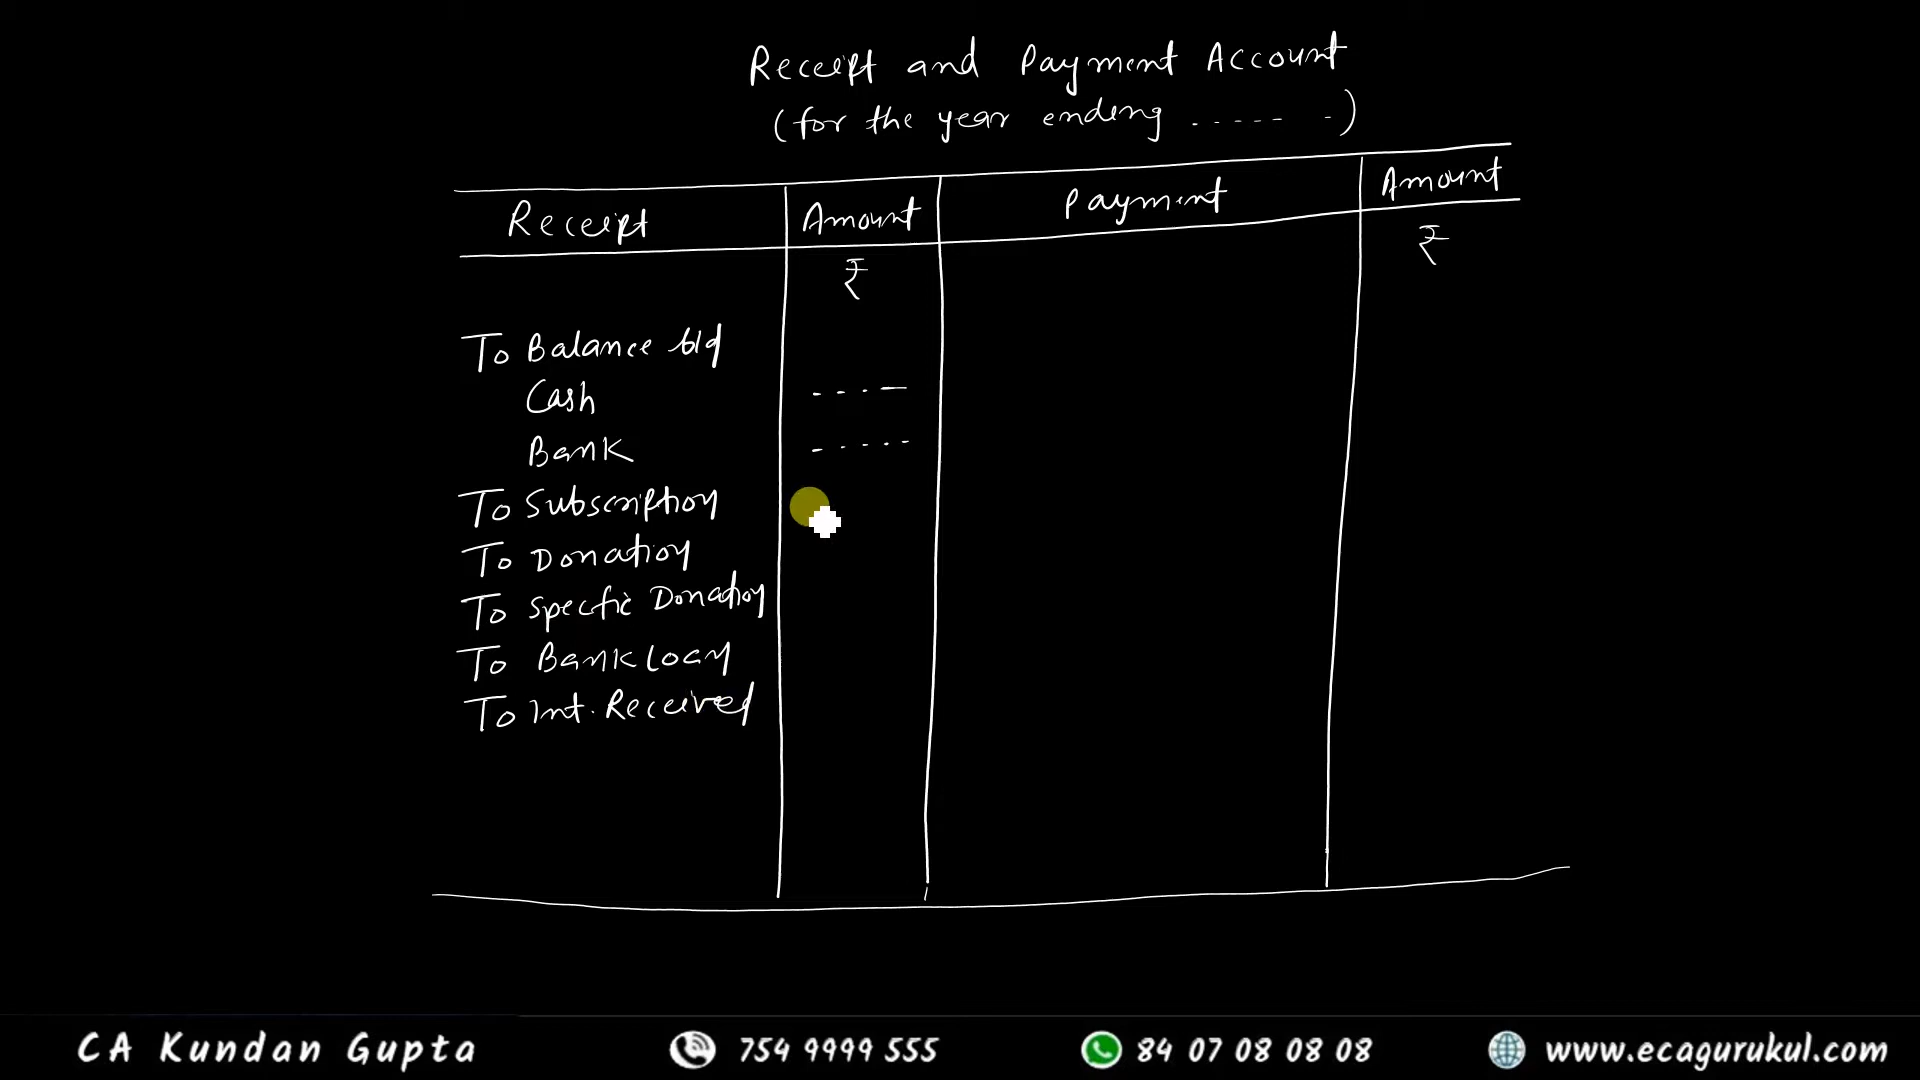 Receipt and Payment Account
(for the year ending ..... .)
Receipt Amount Payment Amount
₹ ₹
To Balance b/d
Cash
Bank
To Subscription
To Donation
To Specfic Donation
To Bank Loan
To Int. Received
CA Kundan Gupta 754 9999 555 84 07 08 08 08 www.ecagurukul.com